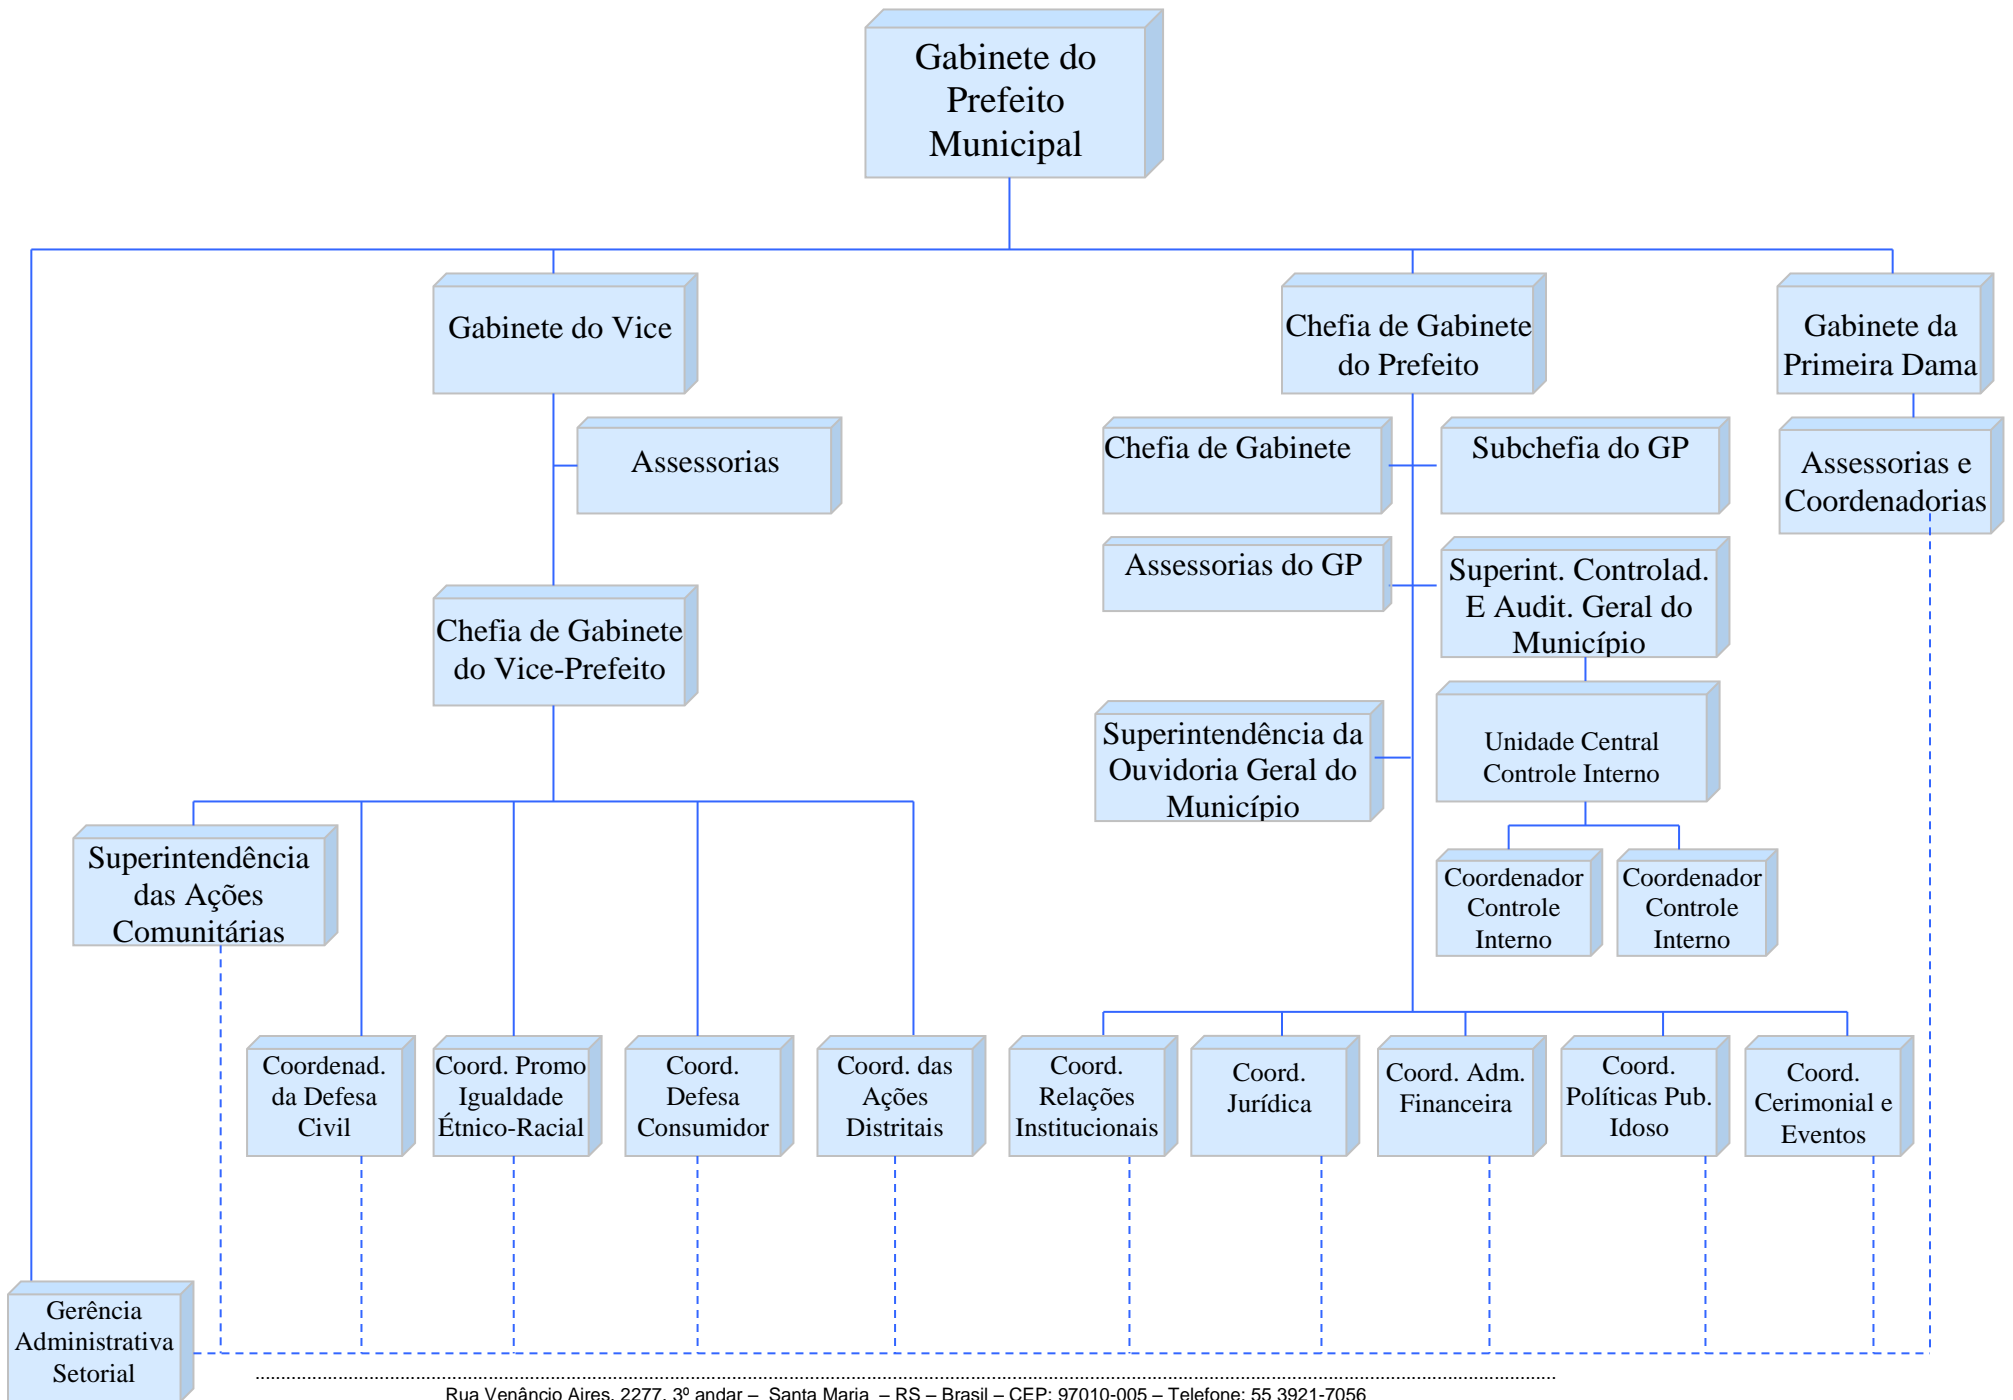 Gabinete do
Prefeito
Municipal
Gabinete do Vice
Chefia de Gabinete
do Prefeito
Gabinete da
Primeira Dama
Assessorias
Chefia de Gabinete
Subchefia do GP
Assessorias e
Coordenadorias
Assessorias do GP
Superint. Controlad.
E Audit. Geral do
Município
Chefia de Gabinete
do Vice-Prefeito
Superintendência da
Ouvidoria Geral do
Município
Unidade Central
Controle Interno
Superintendência
das Ações
Comunitárias
Coordenador
Controle
Interno
Coordenador
Controle
Interno
Coordenad.
da Defesa
Civil
Coord. Promo
Igualdade
Étnico-Racial
Coord.
Defesa
Consumidor
Coord. das
Ações
Distritais
Coord.
Relações
Institucionais
Coord.
Jurídica
Coord. Adm.
Financeira
Coord.
Políticas Pub.
Idoso
Coord.
Cerimonial e
Eventos
Gerência
Administrativa
Setorial
Rua Venâncio Aires, 2277, 3º andar – Santa Maria – RS – Brasil – CEP: 97010-005 – Telefone: 55 3921-7056